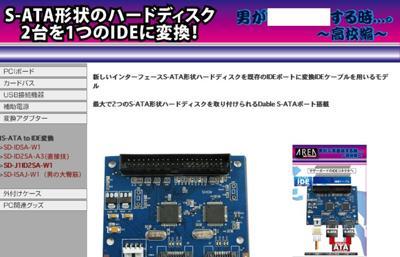 S-ATA形状のハードディスク
2台を1つのIDEに変換!
男が
する時...。
～高校編～
PCIボード
カードバス
USB接続機器
補助電源
変換アダプター
S-ATA to IDE変換
>SD-IDSA-W1
>SD-ID2SA-A3(直接技)
>SD-J1ID2SA-W1
>SD-ISAJ-W1（男の大胃筋）
外付けケース
PC関連グッズ
新しいインターフェースS-ATA形状ハードディスクを既存のIDEポートに変換IDEケーブルを用いるモデル
最大で2つのS-ATA形状ハードディスクを取り付けられるDable S-ATAポート搭載
AREA
IDE
ATA
ATA